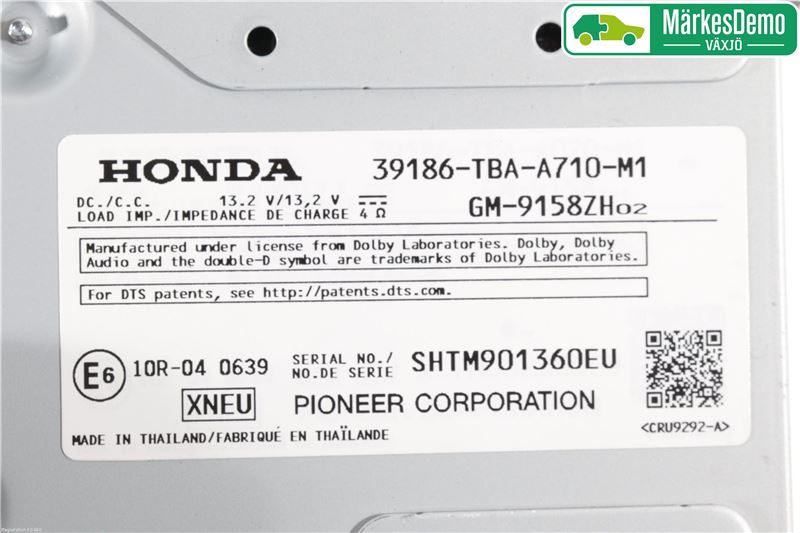 MärkesDemo
VÄXJÖ
HONDA 39186-TBA-A710-M1
DC./C.C. 13.2 V/13,2 V
LOAD IMP./IMPEDANCE DE CHARGE 4 Ω
GM-9158ZH02
Manufactured under license from Dolby Laboratories. Dolby, Dolby
Audio and the double-D symbol are trademarks of Dolby Laboratories.
For DTS patents, see http://patents.dts.com.
E6 10R-04 0639
SERIAL NO./
NO.DE SERIE
SHTM901360EU
XNEU PIONEER CORPORATION
MADE IN THAILAND/FABRIQUÉ EN THAÏLANDE
<CRU9292-A>